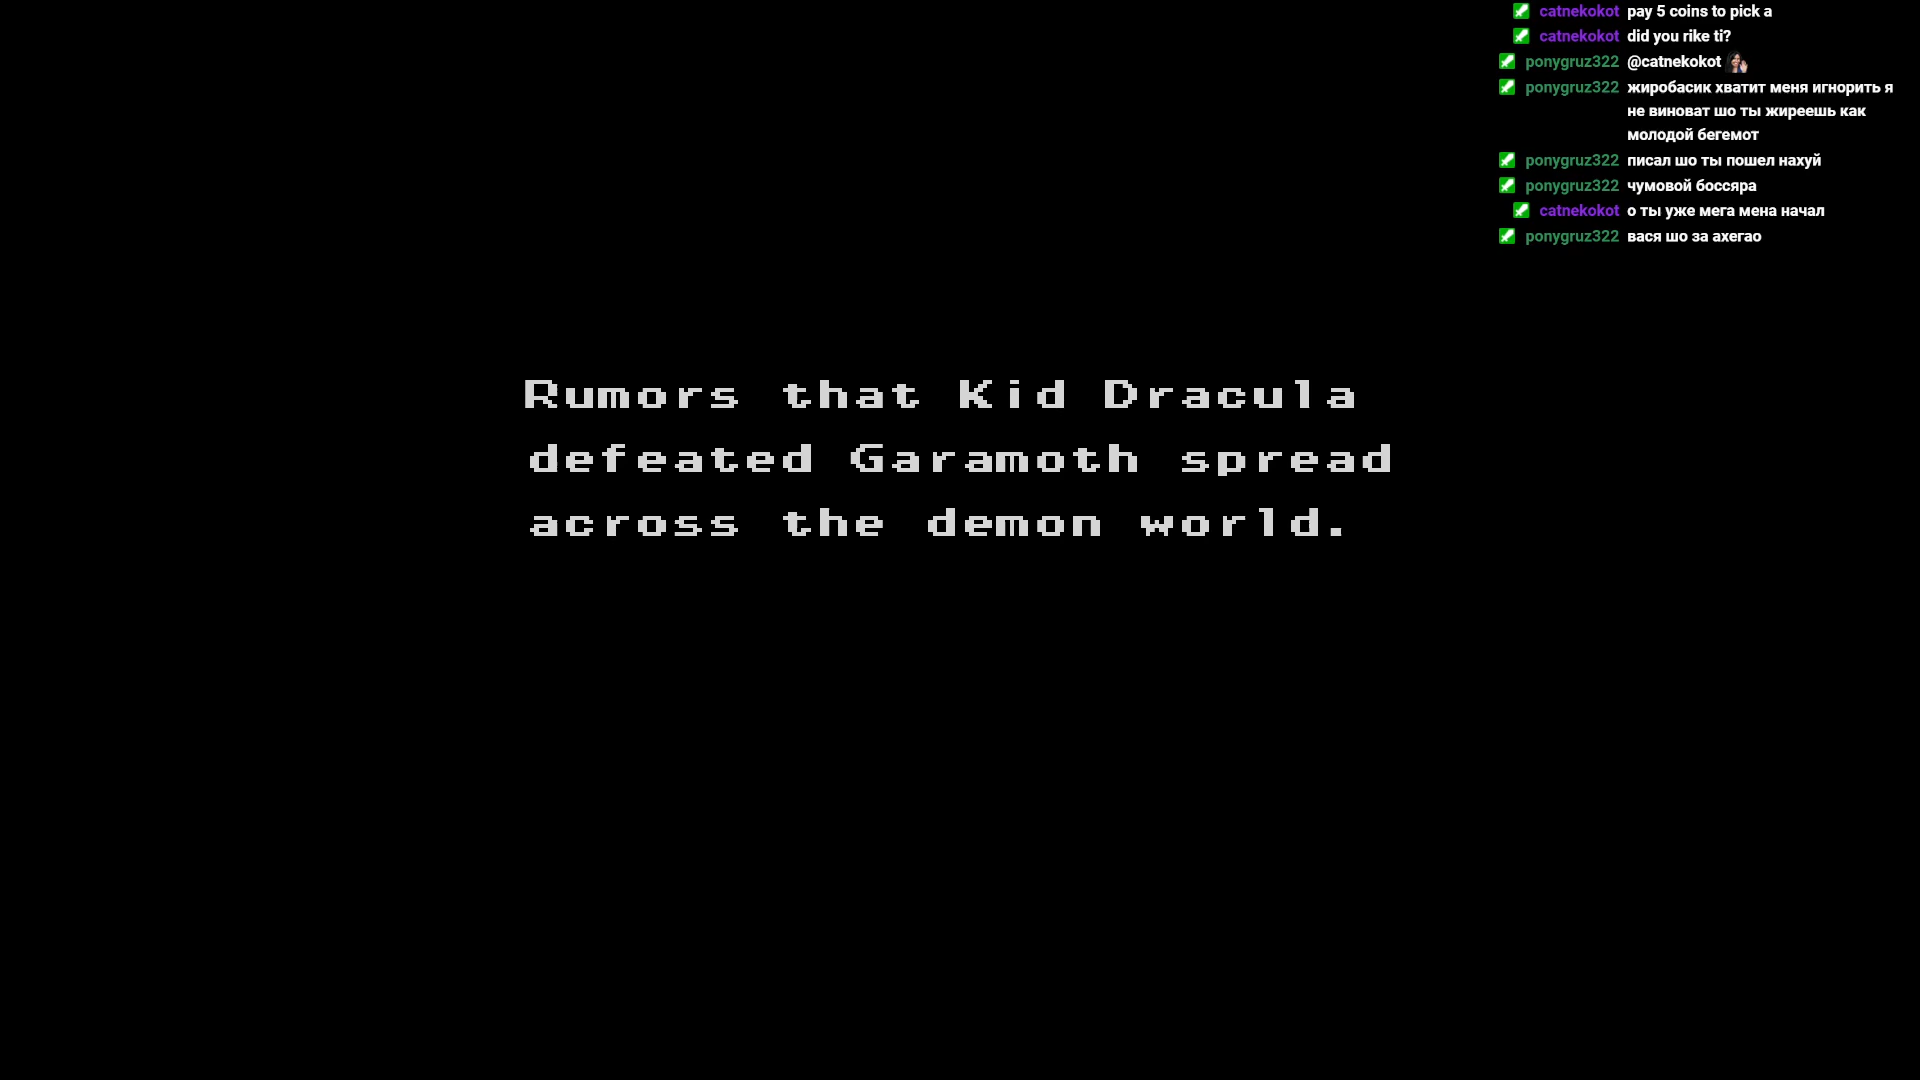 catnekokot pay 5 coins to pick a
catnekokot did you rike ti?
ponygruz322 @catnekokot
ponygruz322 жиробасик хватит меня игнорить я
не виноват шо ты жиреешь как
молодой бегемот
ponygruz322 писал шо ты пошел нахуй
ponygruz322 чумовой боссяра
catnekokot о ты уже мега мена начал
ponygruz322 вася шо за ахегао
Rumors that Kid Dracula
defeated Garamoth spread
across the demon world.